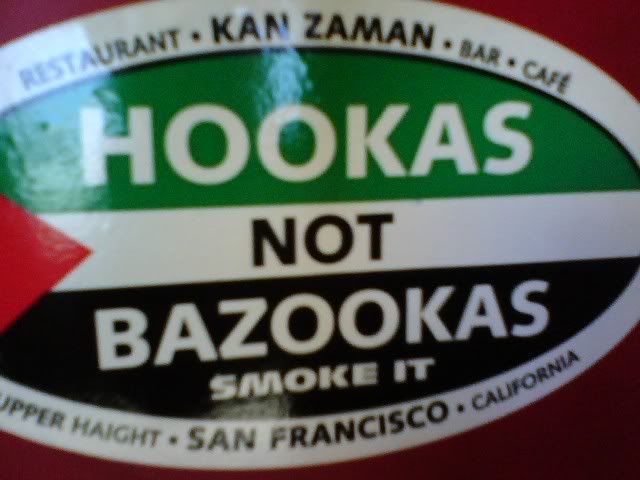 RESTAURANT • KAN ZAMAN • BAR • CAFÉ
HOOKAS
NOT
BAZOOKAS
SMOKE IT
UPPER HAIGHT • SAN FRANCISCO • CALIFORNIA